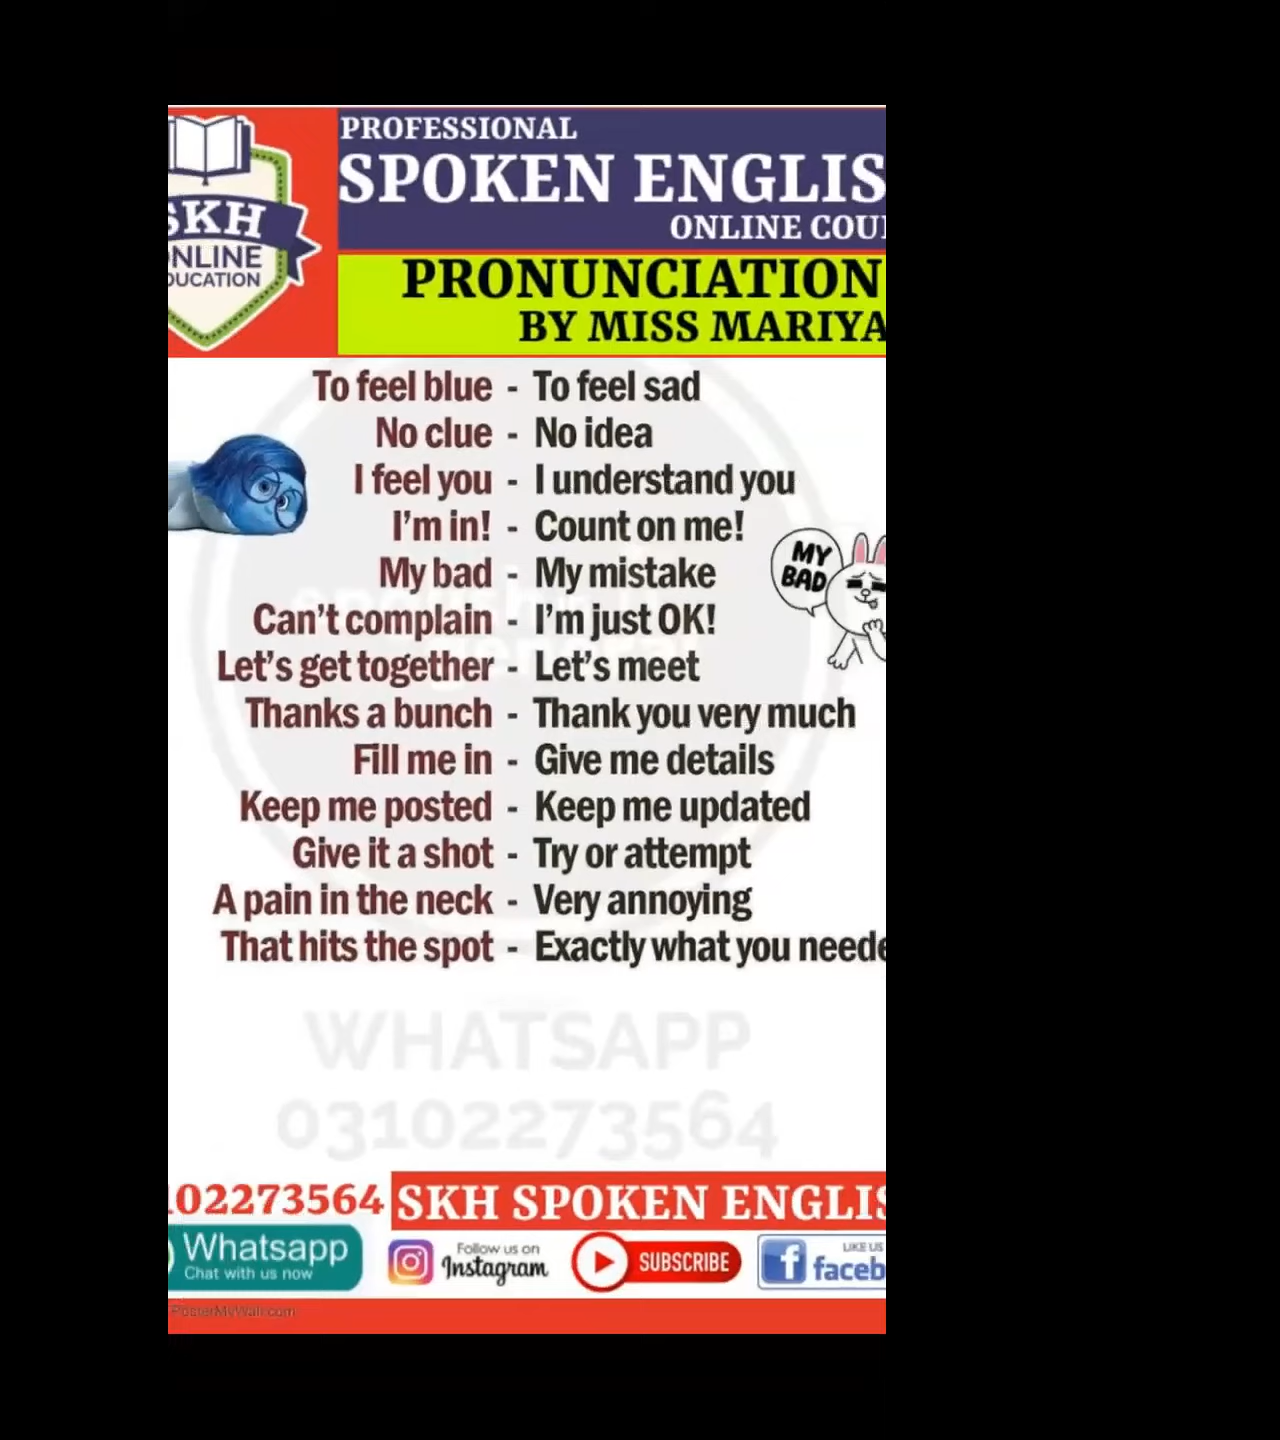 PROFESSIONAL
SPOKEN ENGLIS
ONLINE COU
SKH
ONLINE
DUCATION
PRONUNCIATION
BY MISS MARIYA
To feel blue - To feel sad
No clue - No idea
I feel you - I understand you
I'm in! - Count on me!
MY
BAD
My bad - My mistake
Can't complain - I'm just OK!
Let's get together - Let's meet
Thanks a bunch - Thank you very much
Fill me in - Give me details
Keep me posted - Keep me updated
Give it a shot - Try or attempt
A pain in the neck - Very annoying
That hits the spot - Exactly what you neede
WHATSAPP
03102273564
102273564 SKH SPOKEN ENGLIS
Whatsapp
Chat with us now
Follow us on
Instagram
SUBSCRIBE
LIKE US
faceb
PosterMyWall.com